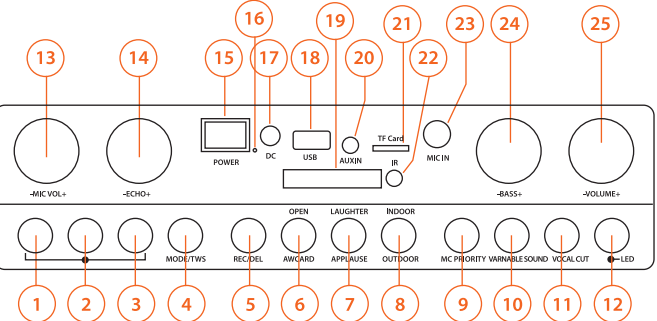 13 14 15 16 17 18 19 20 21 22 23 24 25
TF Card
POWER DC USB AUXIN IR MIC IN
-MIC VOL+ -ECHO+ -BASS+ -VOLUME+
OPEN LAUGHTER INDOOR
MODE/TWS REC/DEL AWCARD APPLAUSE OUTDOOR MC PRIORITY VARNABLE SOUND VOCAL CUT LED
1 2 3 4 5 6 7 8 9 10 11 12